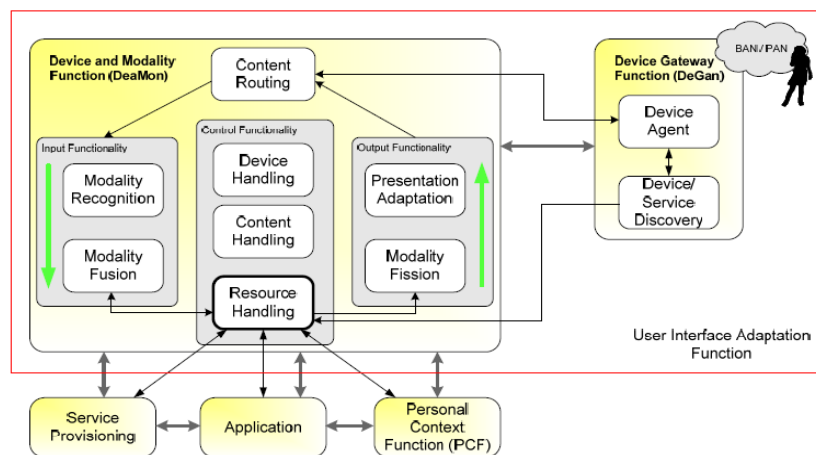 Device and Modality
Function (DeaMon)
Content
Routing
Input Functionality
Modality
Recognition
Modality
Fusion
Control Functionality
Device
Handling
Content
Handling
Resource
Handling
Output Functionality
Presentation
Adaptation
Modality
Fission
Device Gateway
Function (DeGan)
BAN/PAN
Device
Agent
Device/
Service
Discovery
User Interface Adaptation
Function
Service
Provisioning
Application
Personal
Context
Function (PCF)